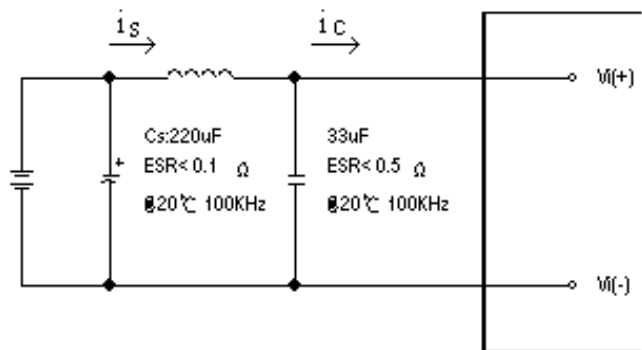 iS
iC
Vi(+)
Cs:220uF
ESR< 0.1 Ω
@20℃ 100KHz
33uF
ESR< 0.5 Ω
@20℃ 100KHz
+
Vi(-)